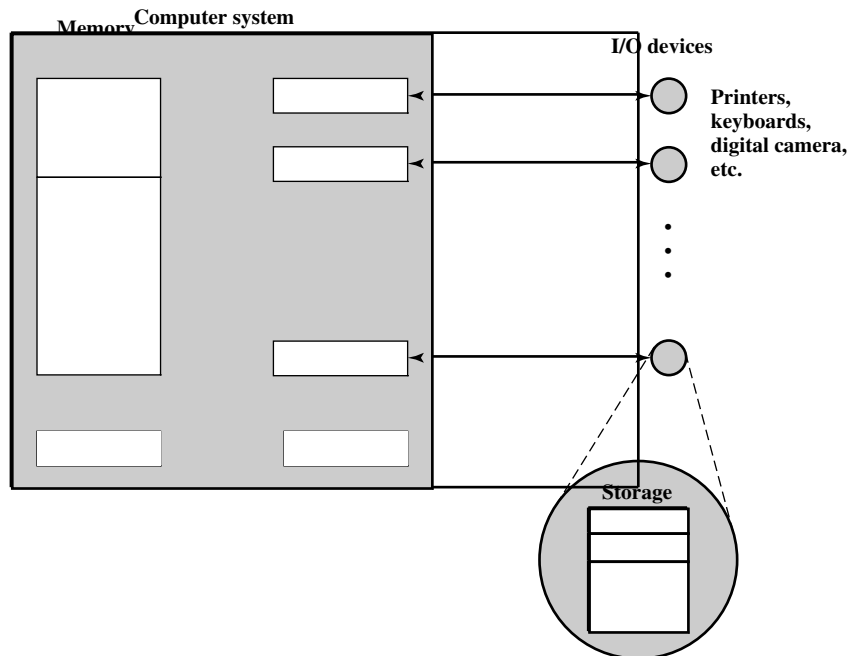 Computer system
Memory
I/O devices
Printers,
keyboards,
digital camera,
etc.
Storage